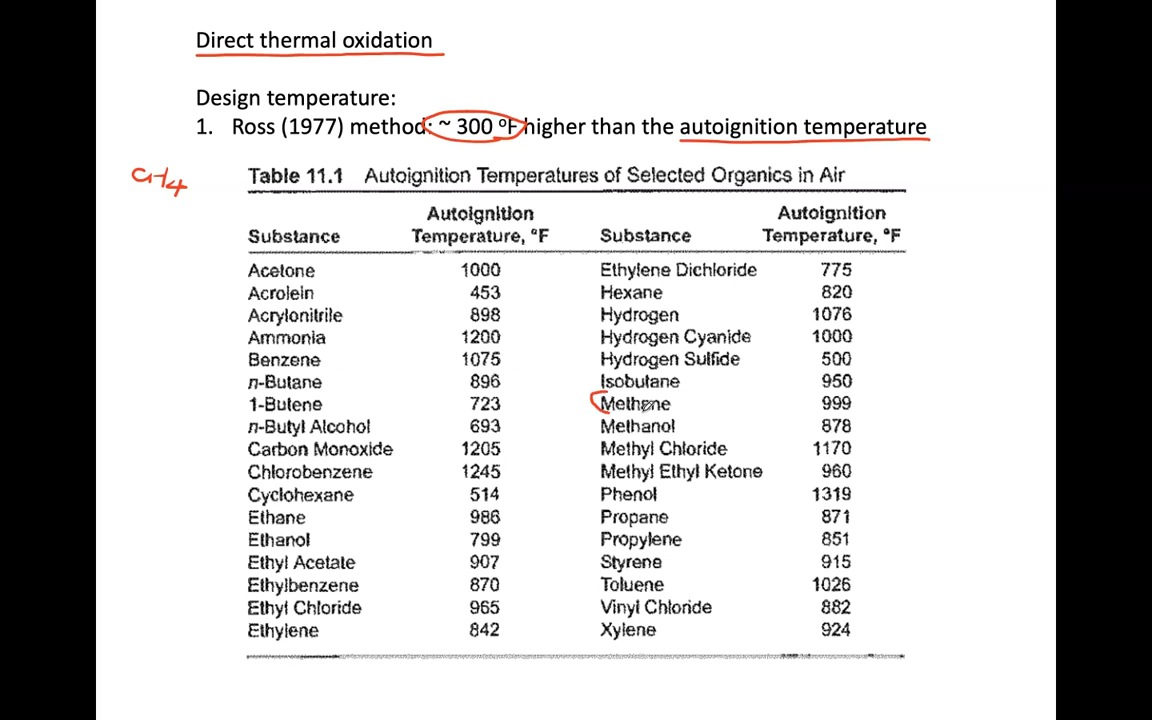 Direct thermal oxidation
Design temperature:
1. Ross (1977) method: ~ 300 ºF higher than the autoignition temperature
CH4
Table 11.1 Autoignition Temperatures of Selected Organics in Air
Substance Autoignition Temperature, °F Substance Autoignition Temperature, °F
Acetone 1000 Ethylene Dichloride 775
Acrolein 453 Hexane 820
Acrylonitrile 898 Hydrogen 1076
Ammonia 1200 Hydrogen Cyanide 1000
Benzene 1075 Hydrogen Sulfide 500
n-Butane 896 Isobutane 950
1-Butene 723 Methane 999
n-Butyl Alcohol 693 Methanol 878
Carbon Monoxide 1205 Methyl Chloride 1170
Chlorobenzene 1245 Methyl Ethyl Ketone 960
Cyclohexane 514 Phenol 1319
Ethane 986 Propane 871
Ethanol 799 Propylene 851
Ethyl Acetate 907 Styrene 915
Ethylbenzene 870 Toluene 1026
Ethyl Chloride 965 Vinyl Chloride 882
Ethylene 842 Xylene 924